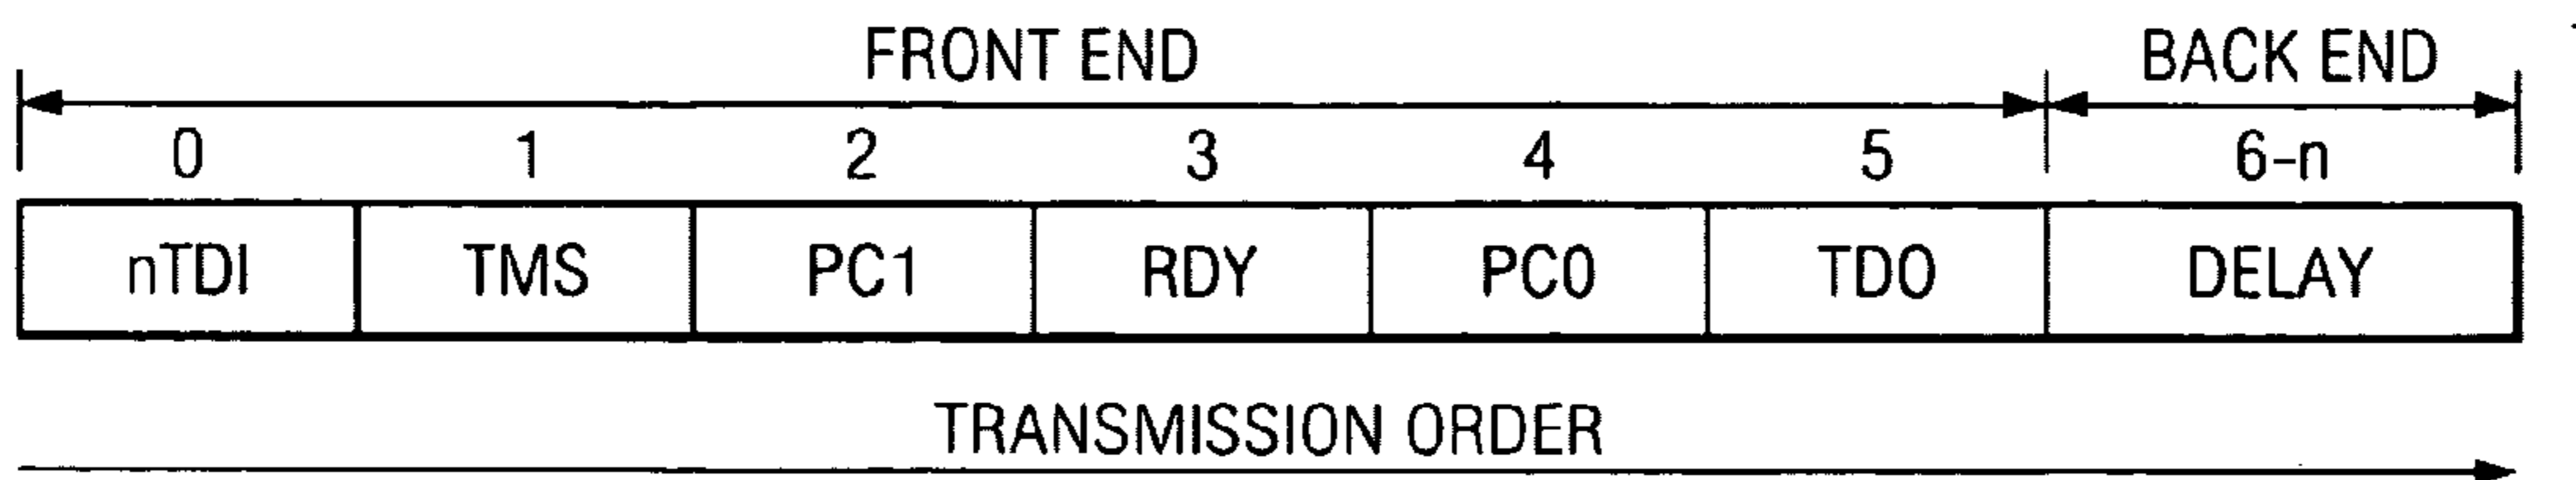 FRONT END BACK END
0 1 2 3 4 5 6-n
nTDI TMS PC1 RDY PC0 TDO DELAY
TRANSMISSION ORDER